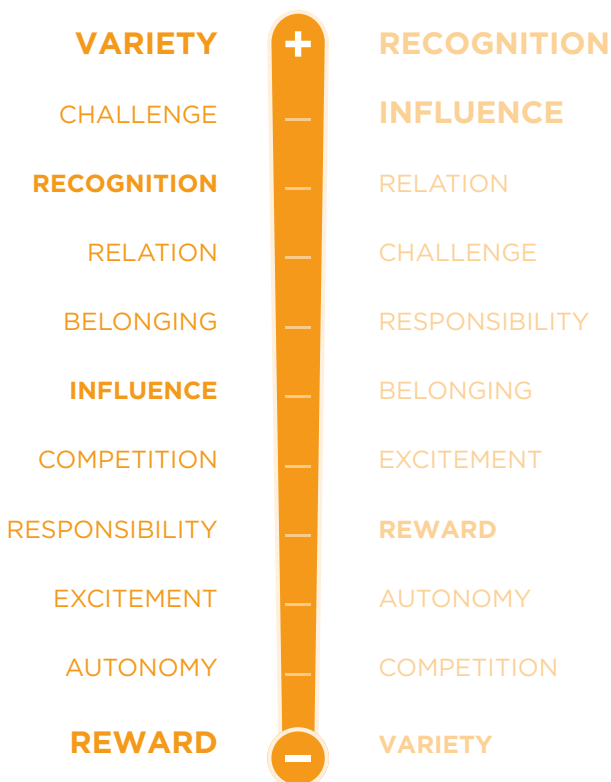 VARIETY + RECOGNITION
CHALLENGE INFLUENCE
RECOGNITION RELATION
RELATION CHALLENGE
BELONGING RESPONSIBILITY
INFLUENCE BELONGING
COMPETITION EXCITEMENT
RESPONSIBILITY REWARD
EXCITEMENT AUTONOMY
AUTONOMY COMPETITION
REWARD − VARIETY